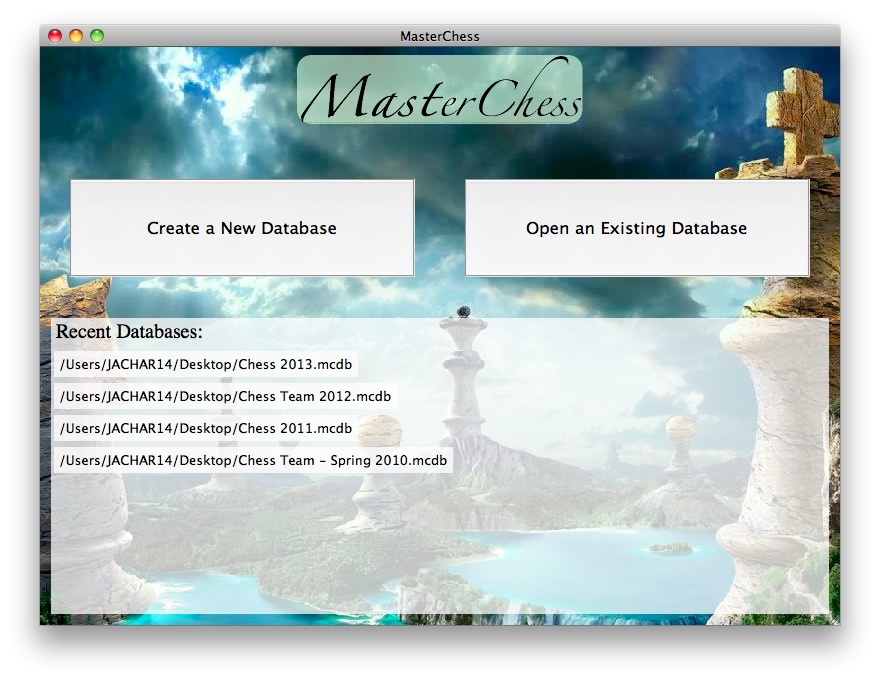 MasterChess
MasterChess
Create a New Database
Open an Existing Database
Recent Databases:
/Users/JACHAR14/Desktop/Chess 2013.mcdb
/Users/JACHAR14/Desktop/Chess Team 2012.mcdb
/Users/JACHAR14/Desktop/Chess 2011.mcdb
/Users/JACHAR14/Desktop/Chess Team - Spring 2010.mcdb